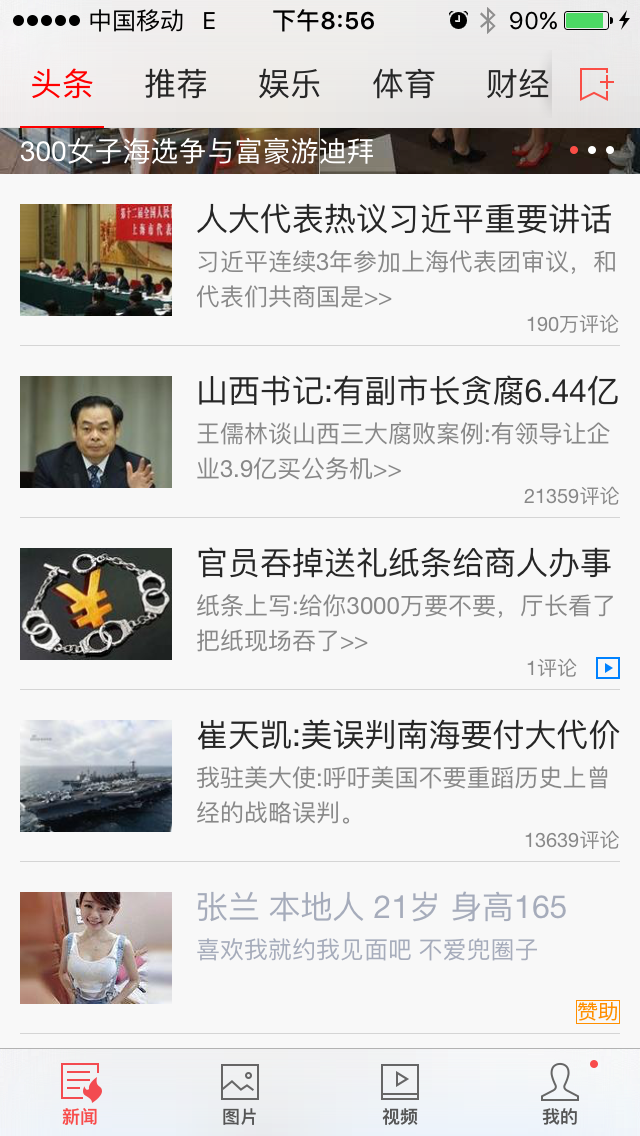 中国移动 E 下午8:56 90%
头条 推荐 娱乐 体育 财经
300女子海选争与富豪游迪拜
人大代表热议习近平重要讲话
习近平连续3年参加上海代表团审议，和
代表们共商国是>>
190万评论
山西书记:有副市长贪腐6.44亿
王儒林谈山西三大腐败案例:有领导让企
业3.9亿买公务机>>
21359评论
官员吞掉送礼纸条给商人办事
纸条上写:给你3000万要不要，厅长看了
把纸现场吞了>>
1评论
崔天凯:美误判南海要付大代价
我驻美大使:呼吁美国不要重蹈历史上曾
经的战略误判。
13639评论
张兰 本地人 21岁 身高165
喜欢我就约我见面吧 不爱兜圈子
赞助
新闻 图片 视频 我的